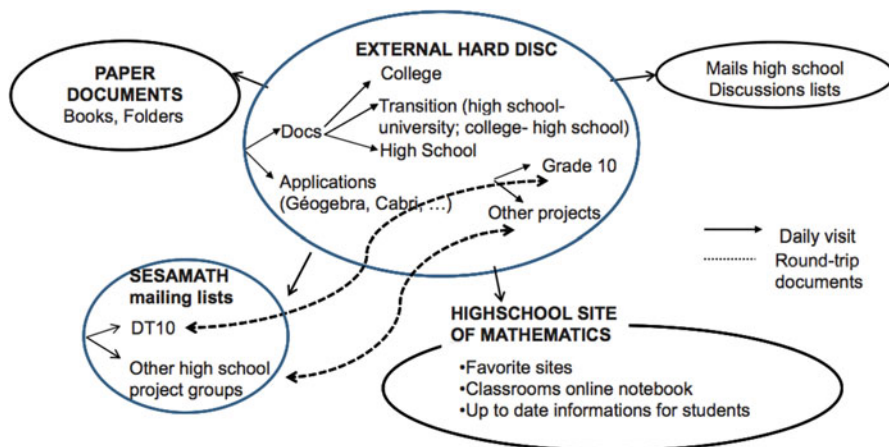 EXTERNAL HARD DISC
College
Transition (high school-
university; college- high school)
Docs
High School
Applications
(Géogebra, Cabri, ...)
Grade 10
Other projects
PAPER
DOCUMENTS
Books, Folders
Mails high school
Discussions lists
Daily visit
Round-trip
documents
SESAMATH
mailing lists
DT10
Other high school
project groups
HIGHSCHOOL SITE
OF MATHEMATICS
•Favorite sites
•Classrooms online notebook
•Up to date informations for students